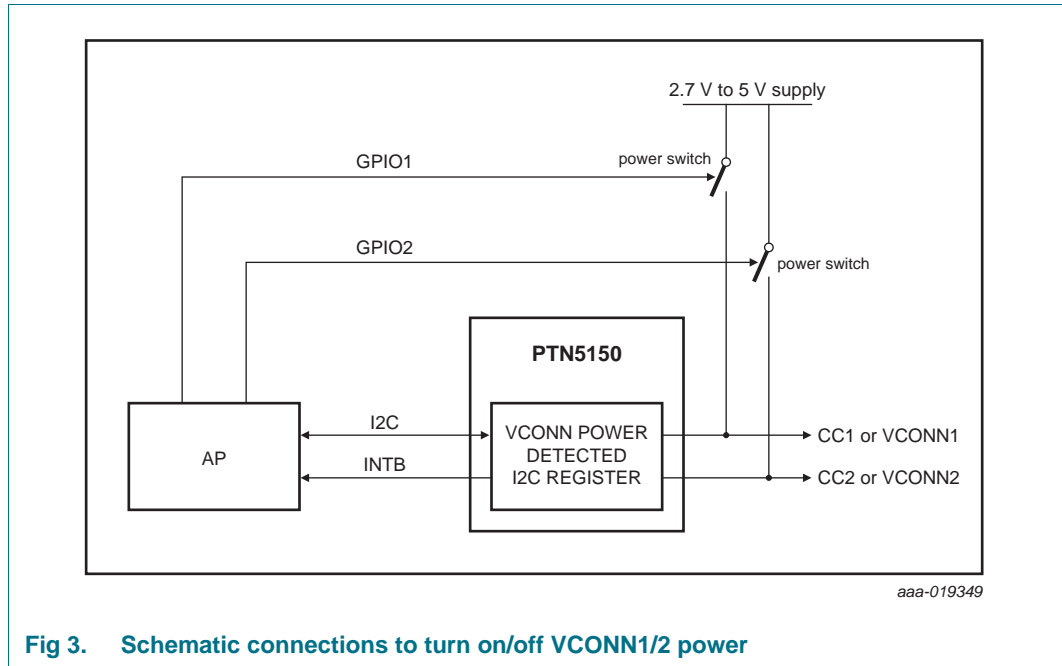 2.7 V to 5 V supply
GPIO1
power switch
GPIO2
power switch
PTN5150
AP
I2C
INTB
VCONN POWER
DETECTED
I2C REGISTER
CC1 or VCONN1
CC2 or VCONN2
aaa-019349
Fig 3. Schematic connections to turn on/off VCONN1/2 power